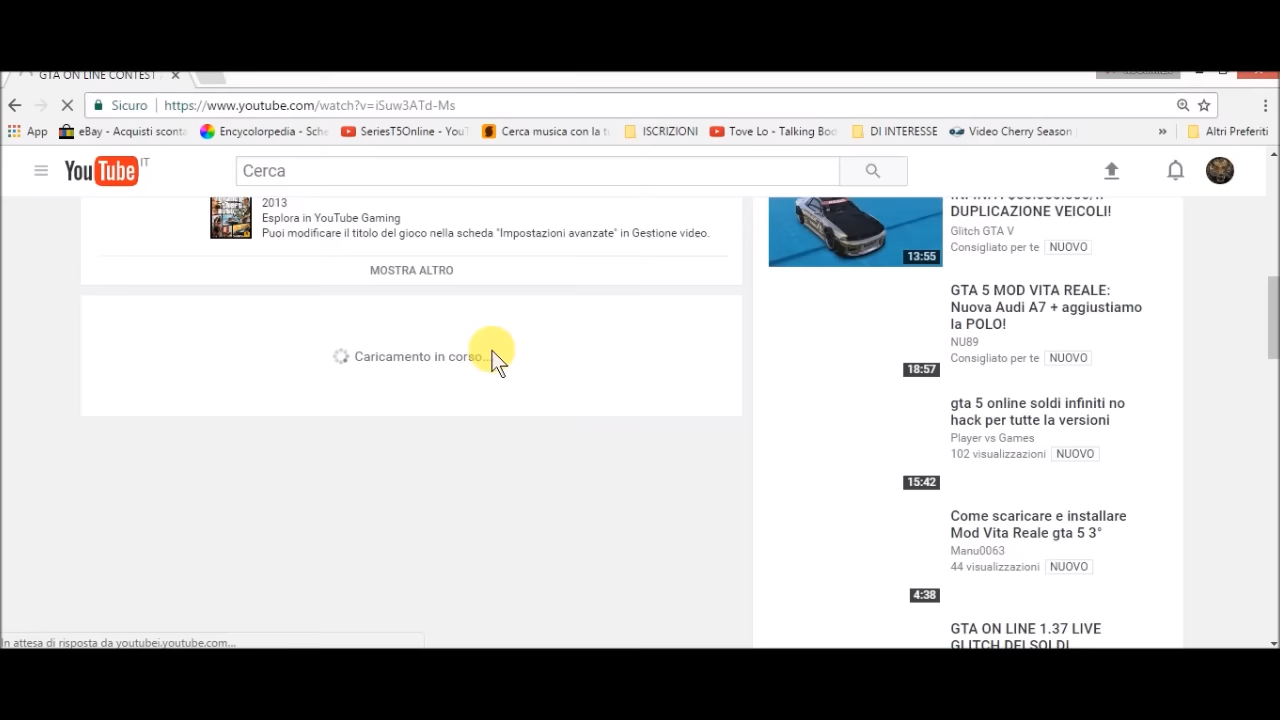 GTA ON LINE CONTEST
Sicuro
https://www.youtube.com/watch?v=iSuw3ATd-Ms
App
eBay - Acquisti sconta
Encycolorpedia - Sche
SeriesT5Online - You
Cerca musica con la t
ISCRIZIONI
Tove Lo - Talking Bod
DI INTERESSE
Video Cherry Season
»
Altri Preferiti
YouTube IT
Cerca
2013
Esplora in YouTube Gaming
Puoi modificare il titolo del gioco nella scheda "Impostazioni avanzate" in Gestione video.
MOSTRA ALTRO
Caricamento in corso...
DUPLICAZIONE VEICOLI!
Glitch GTA V
Consigliato per te NUOVO
13:55
GTA 5 MOD VITA REALE:
Nuova Audi A7 + aggiustiamo
la POLO!
NU89
Consigliato per te NUOVO
18:57
gta 5 online soldi infiniti no
hack per tutte la versioni
Player vs Games
102 visualizzazioni NUOVO
15:42
Come scaricare e installare
Mod Vita Reale gta 5 3°
Manu0063
44 visualizzazioni NUOVO
4:38
GTA ON LINE 1.37 LIVE
GLITCH DEI SOLDI
In attesa di risposta da youtubei.youtube.com...